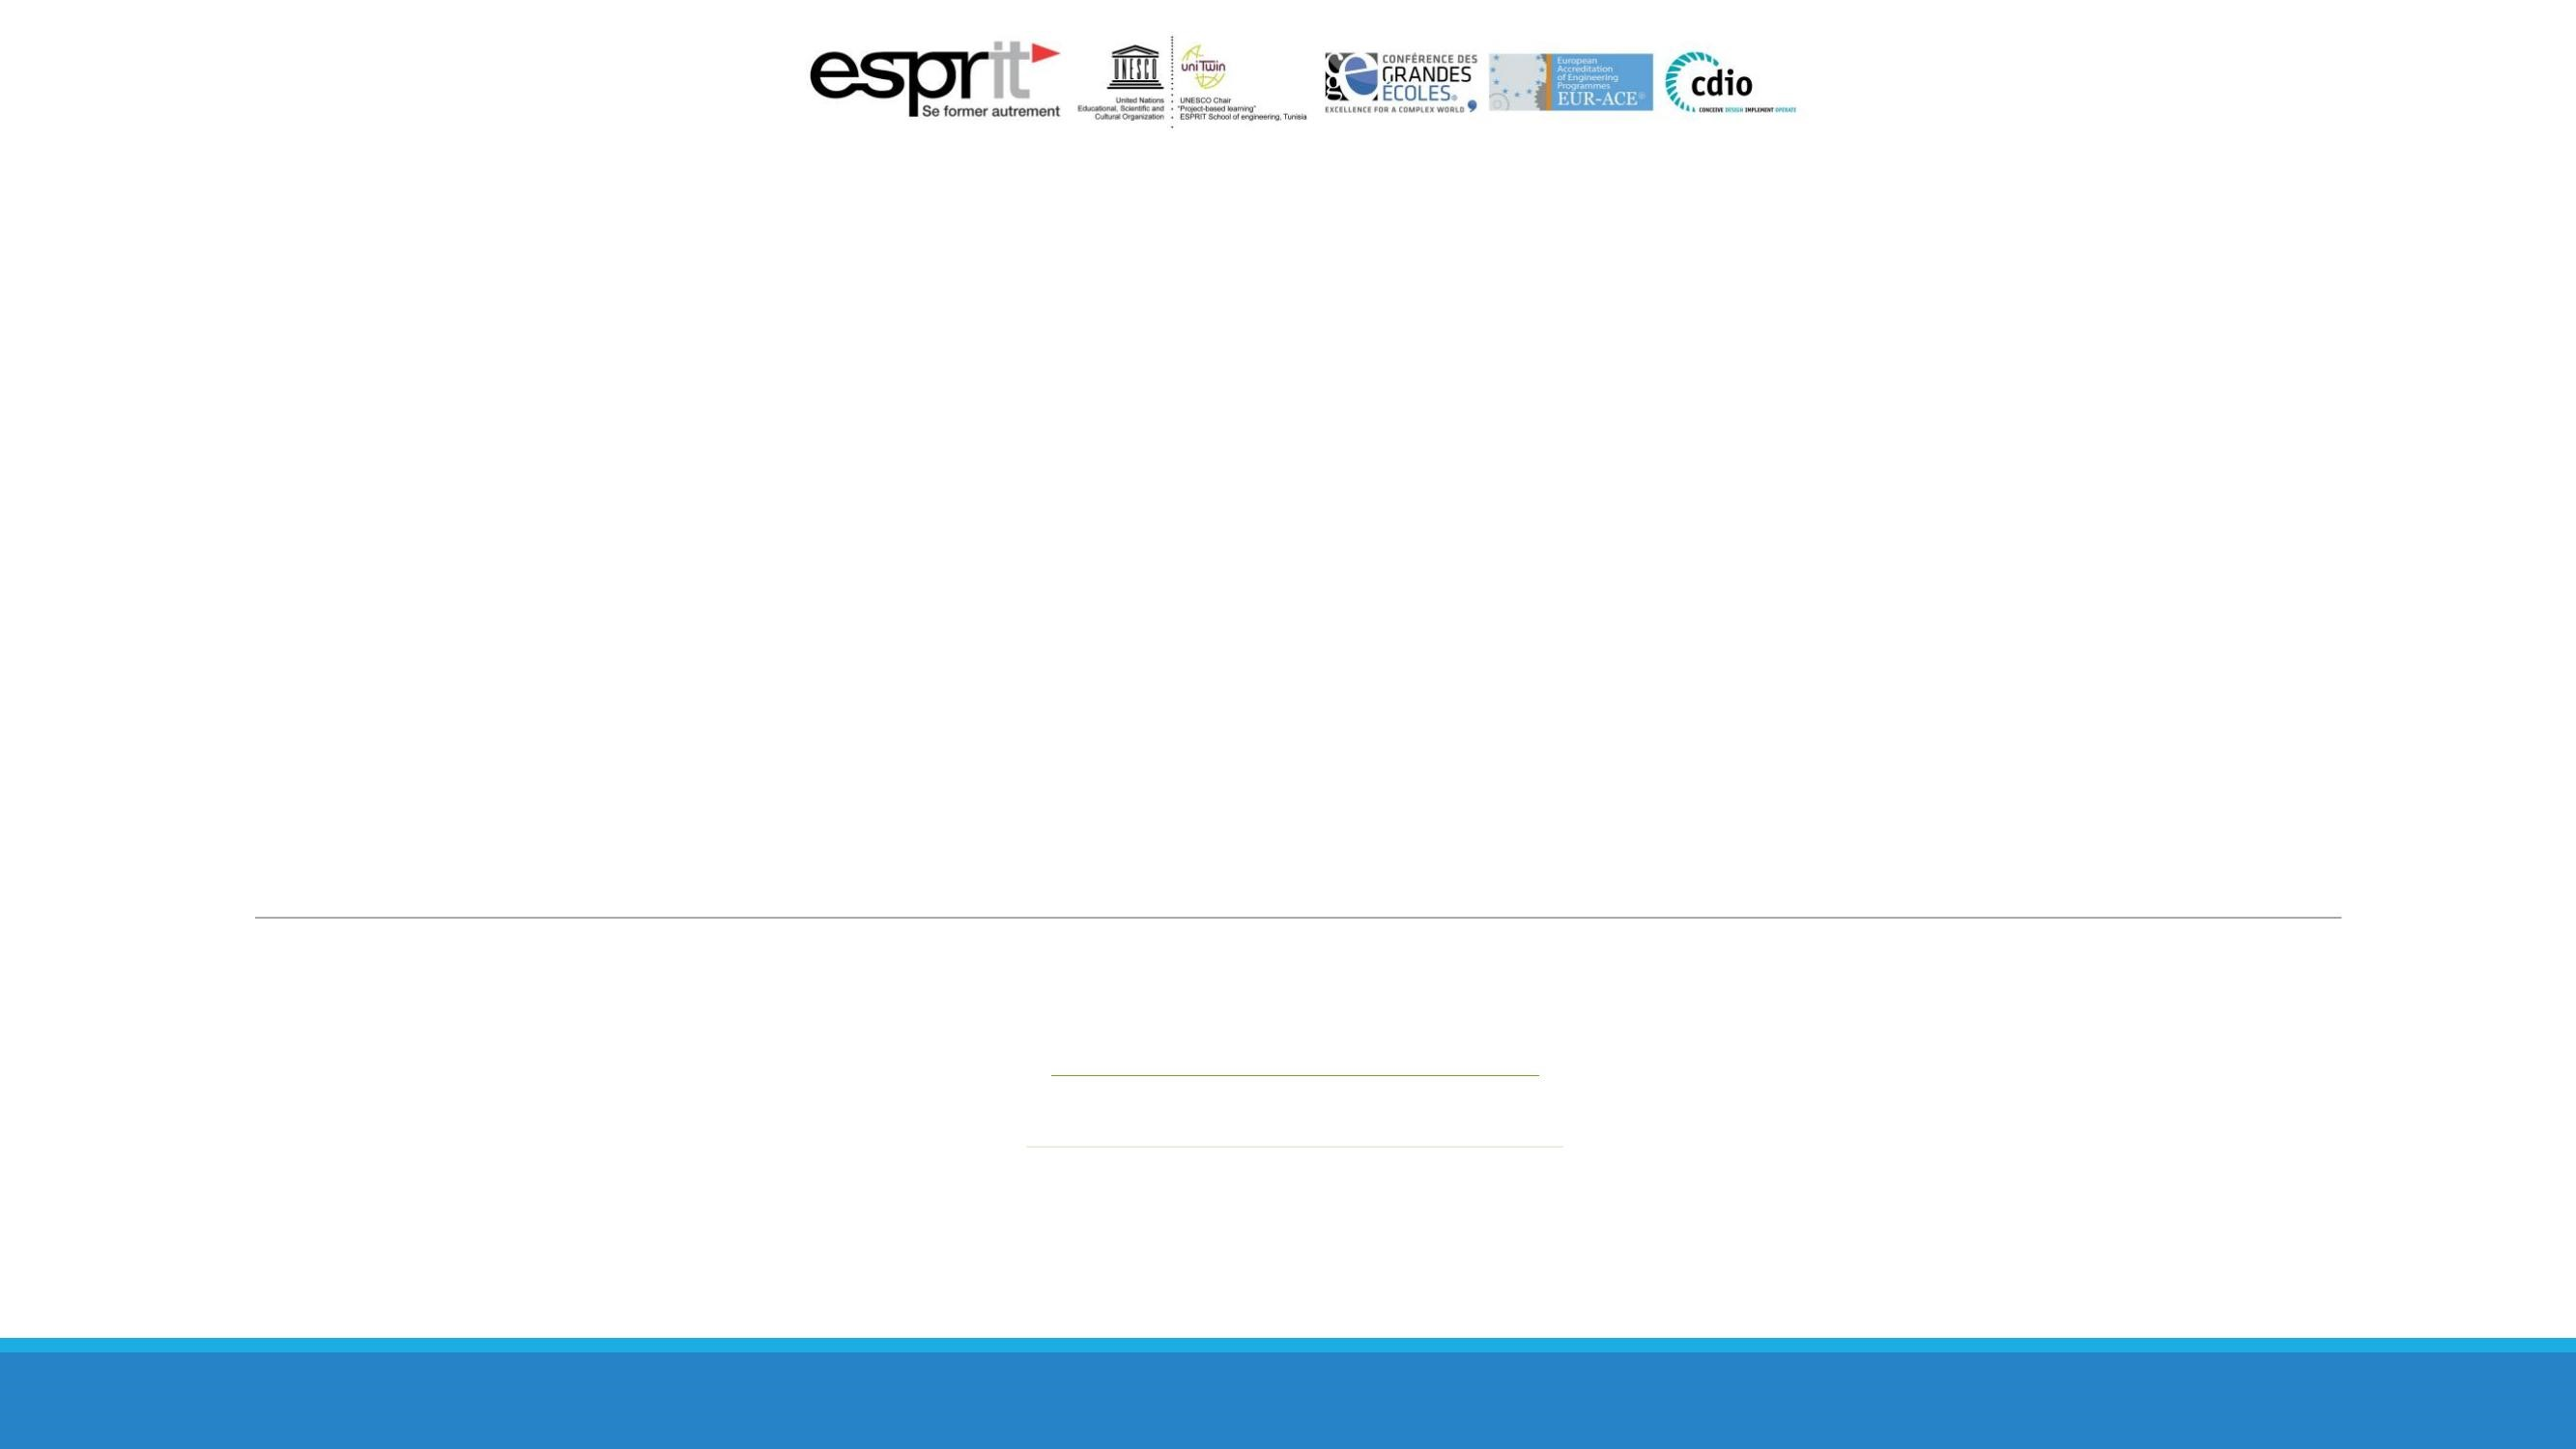 esprit
Se former autrement
UNESCO
United Nations
Educational, Scientific and
Cultural Organization
uniTwin
UNESCO Chair
"Project-based learning"
ESPRIT School of engineering, Tunisia
cge
CONFÉRENCE DES
GRANDES
ÉCOLES®
EXCELLENCE FOR A COMPLEX WORLD
European
Accreditation
of Engineering
Programmes
EUR-ACE®
cdio
CONCEIVE DESIGN IMPLEMENT OPERATE